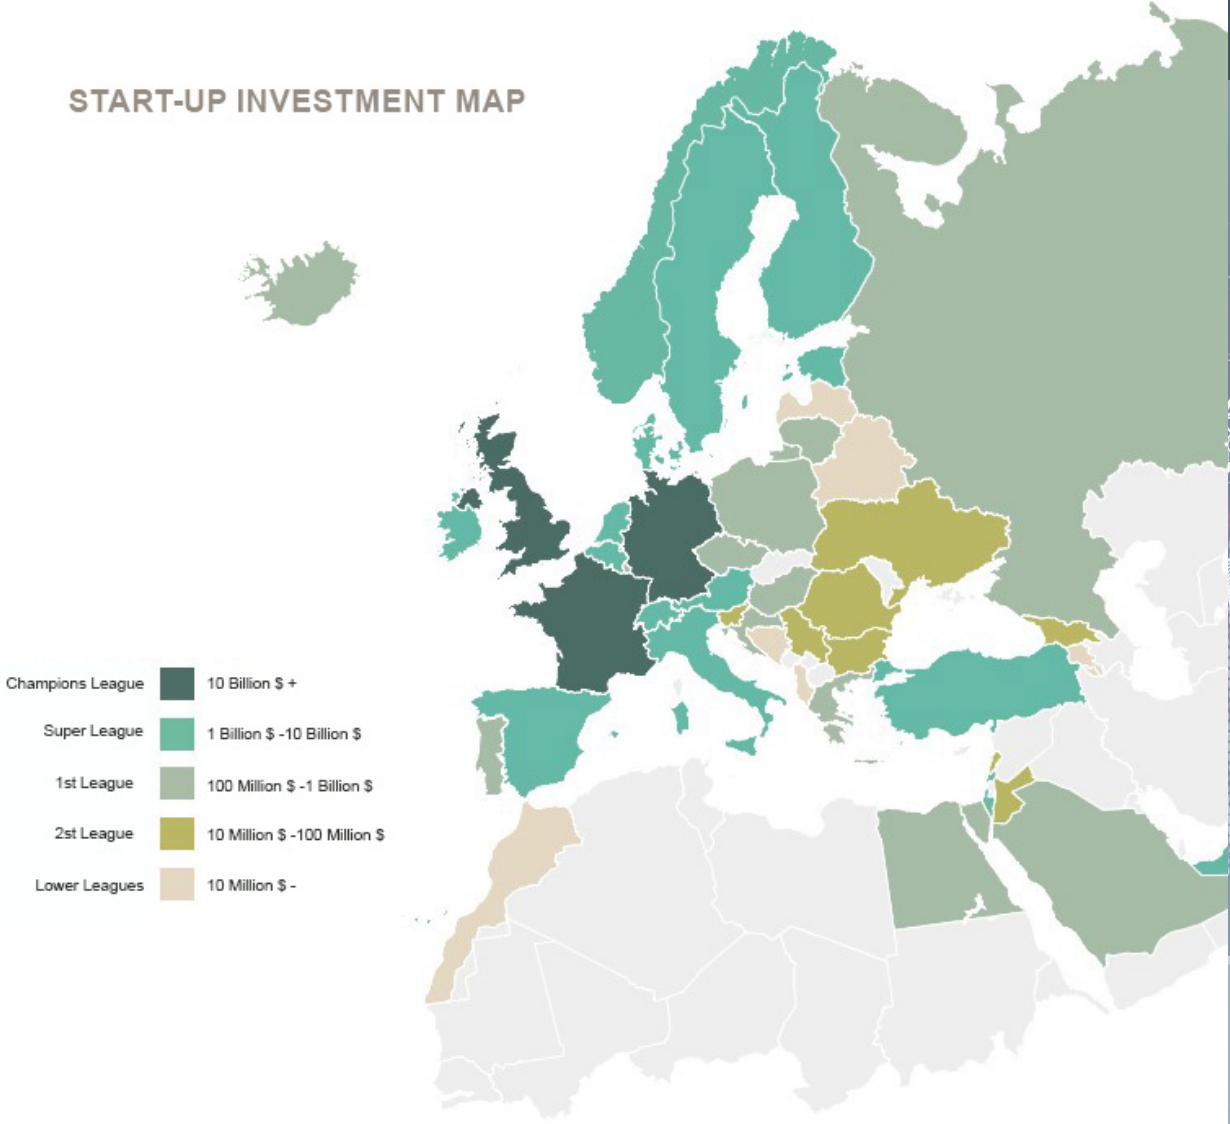 START-UP INVESTMENT MAP
Champions League 10 Billion $ +
Super League 1 Billion $ -10 Billion $
1st League 100 Million $ -1 Billion $
2st League 10 Million $ -100 Million $
Lower Leagues 10 Million $ -